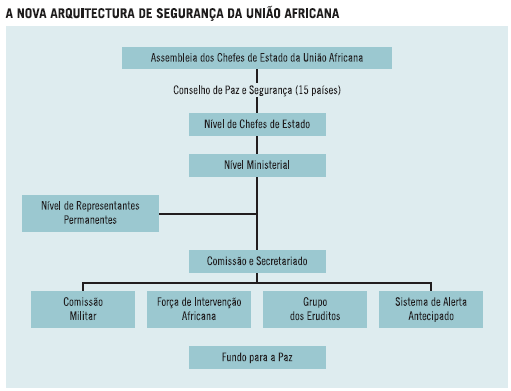 A NOVA ARQUITECTURA DE SEGURANÇA DA UNIÃO AFRICANA
Assembleia dos Chefes de Estado da União Africana
Conselho de Paz e Segurança (15 países)
Nível de Chefes de Estado
Nível Ministerial
Nível de Representantes
Permanentes
Comissão e Secretariado
Comissão
Militar
Força de Intervenção
Africana
Grupo
dos Eruditos
Sistema de Alerta
Antecipado
Fundo para a Paz